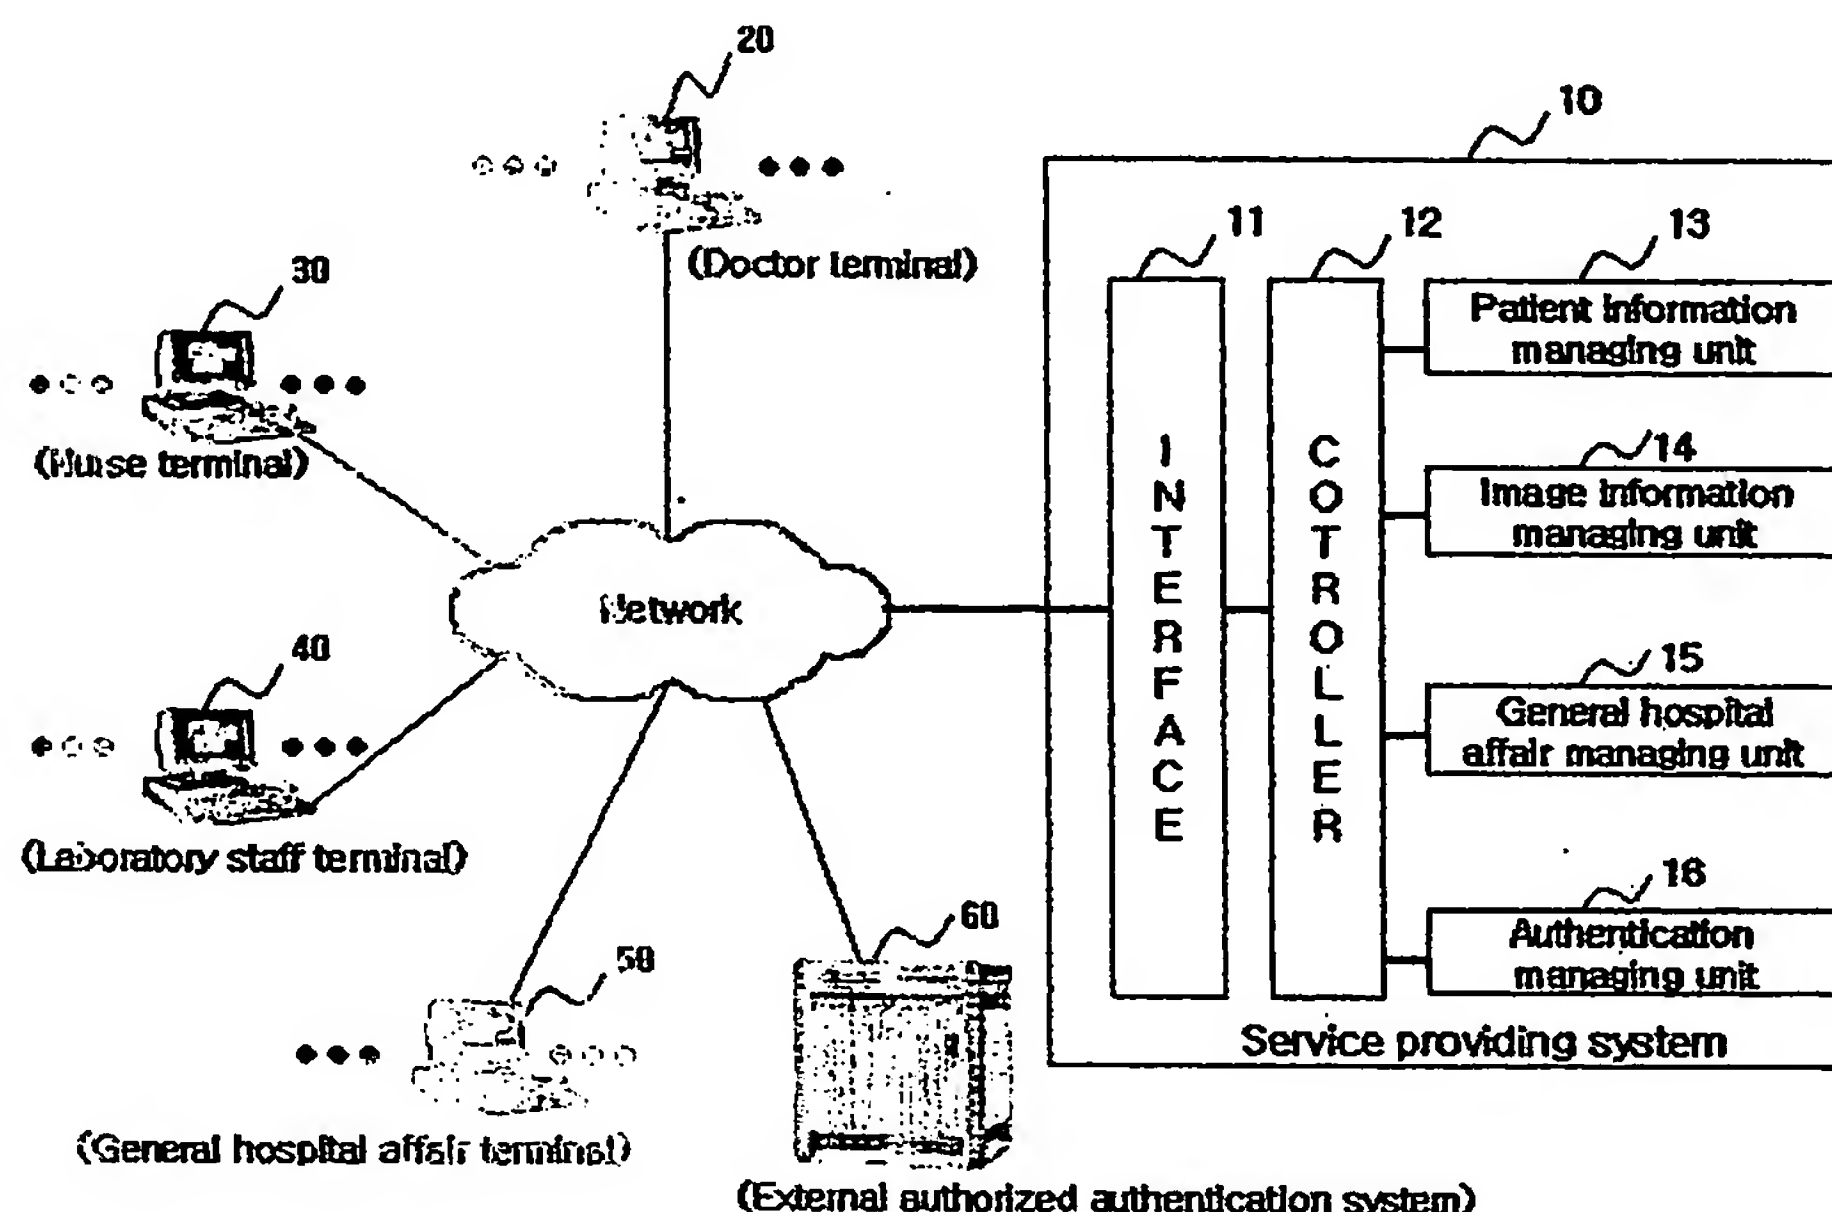 20
10
(Doctor terminal)
11
12
13
30
Patient information
managing unit
(Nurse terminal)
14
Image information
managing unit
INTERFACE
COTROLLER
Network
40
15
General hospital
affair managing unit
(Laboratory staff terminal)
16
60
Authentication
managing unit
50
Service providing system
(General hospital affair terminal)
(External authorized authentication system)